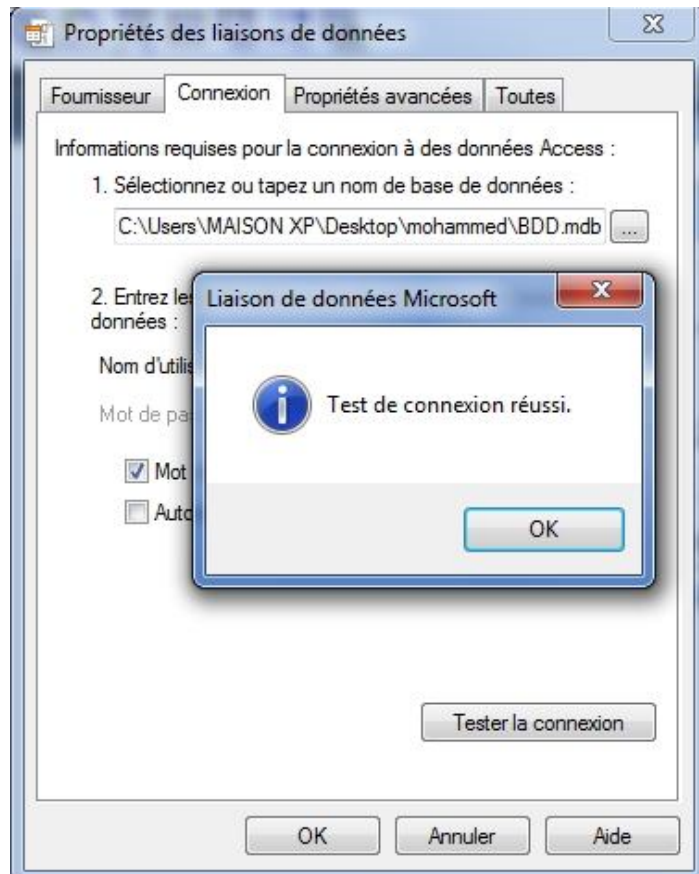 Propriétés des liaisons de données
Fournisseur Connexion Propriétés avancées Toutes
Informations requises pour la connexion à des données Access :
1. Sélectionnez ou tapez un nom de base de données :
C:\Users\MAISON XP\Desktop\mohammed\BDD.mdb ...
2. Entrez les
données :
Nom d'utilis
Mot de pa
Mot
Auto
Liaison de données Microsoft
Test de connexion réussi.
OK
Tester la connexion
OK Annuler Aide